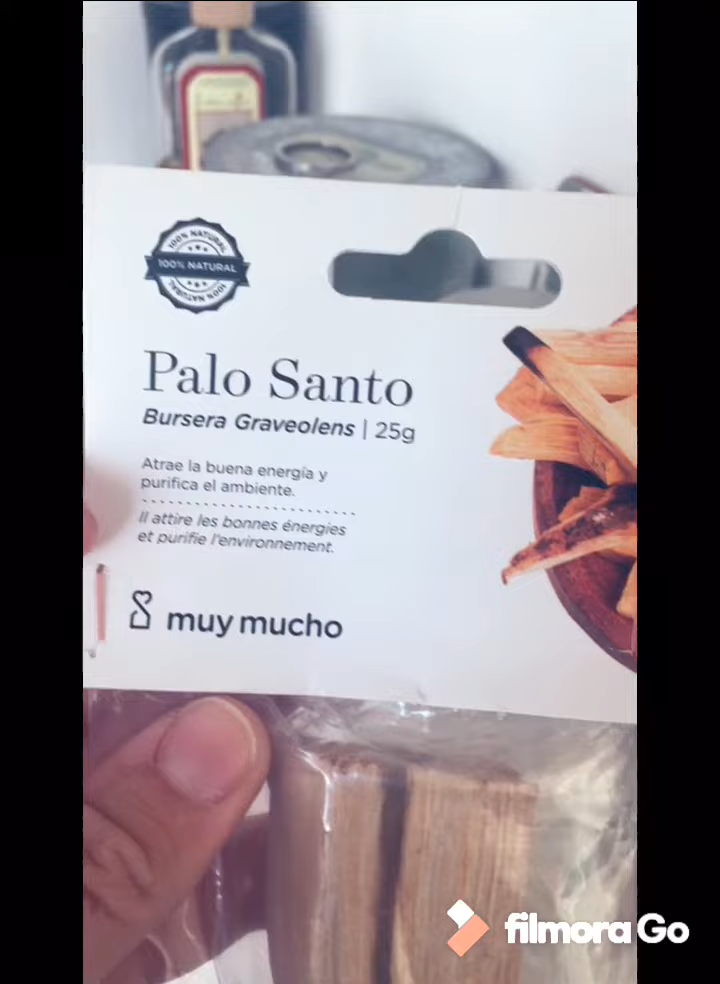 100% NATURAL
100% NATURAL
100% NATURAL
Palo Santo
Bursera Graveolens | 25g
Atrae la buena energía y
purifica el ambiente.
Il attire les bonnes énergies
et purifie l'environnement.
muy mucho
filmora Go